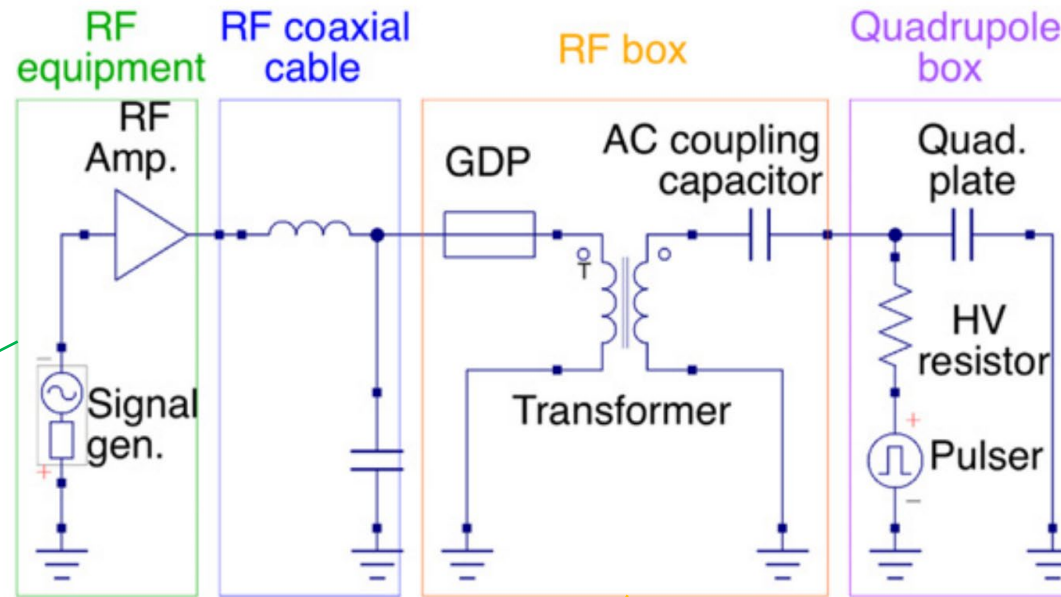 RF
equipment
RF coaxial
cable
RF box
Quadrupole
box
RF
Amp.
GDP
AC coupling
capacitor
Quad.
plate
T
HV
resistor
−
Signal
gen.
+
Transformer
+
Pulser
−